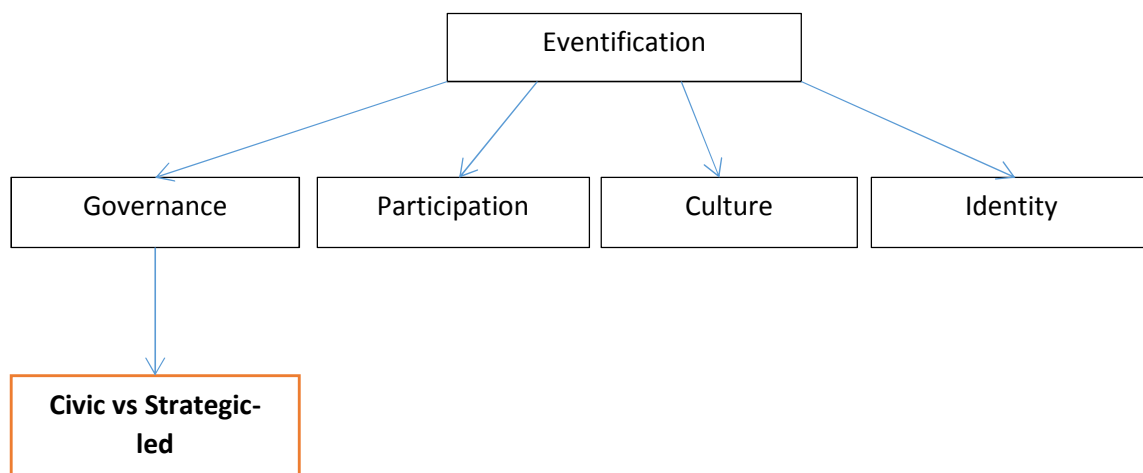 Eventification
Governance
Participation
Culture
Identity
Civic vs Strategic-
led